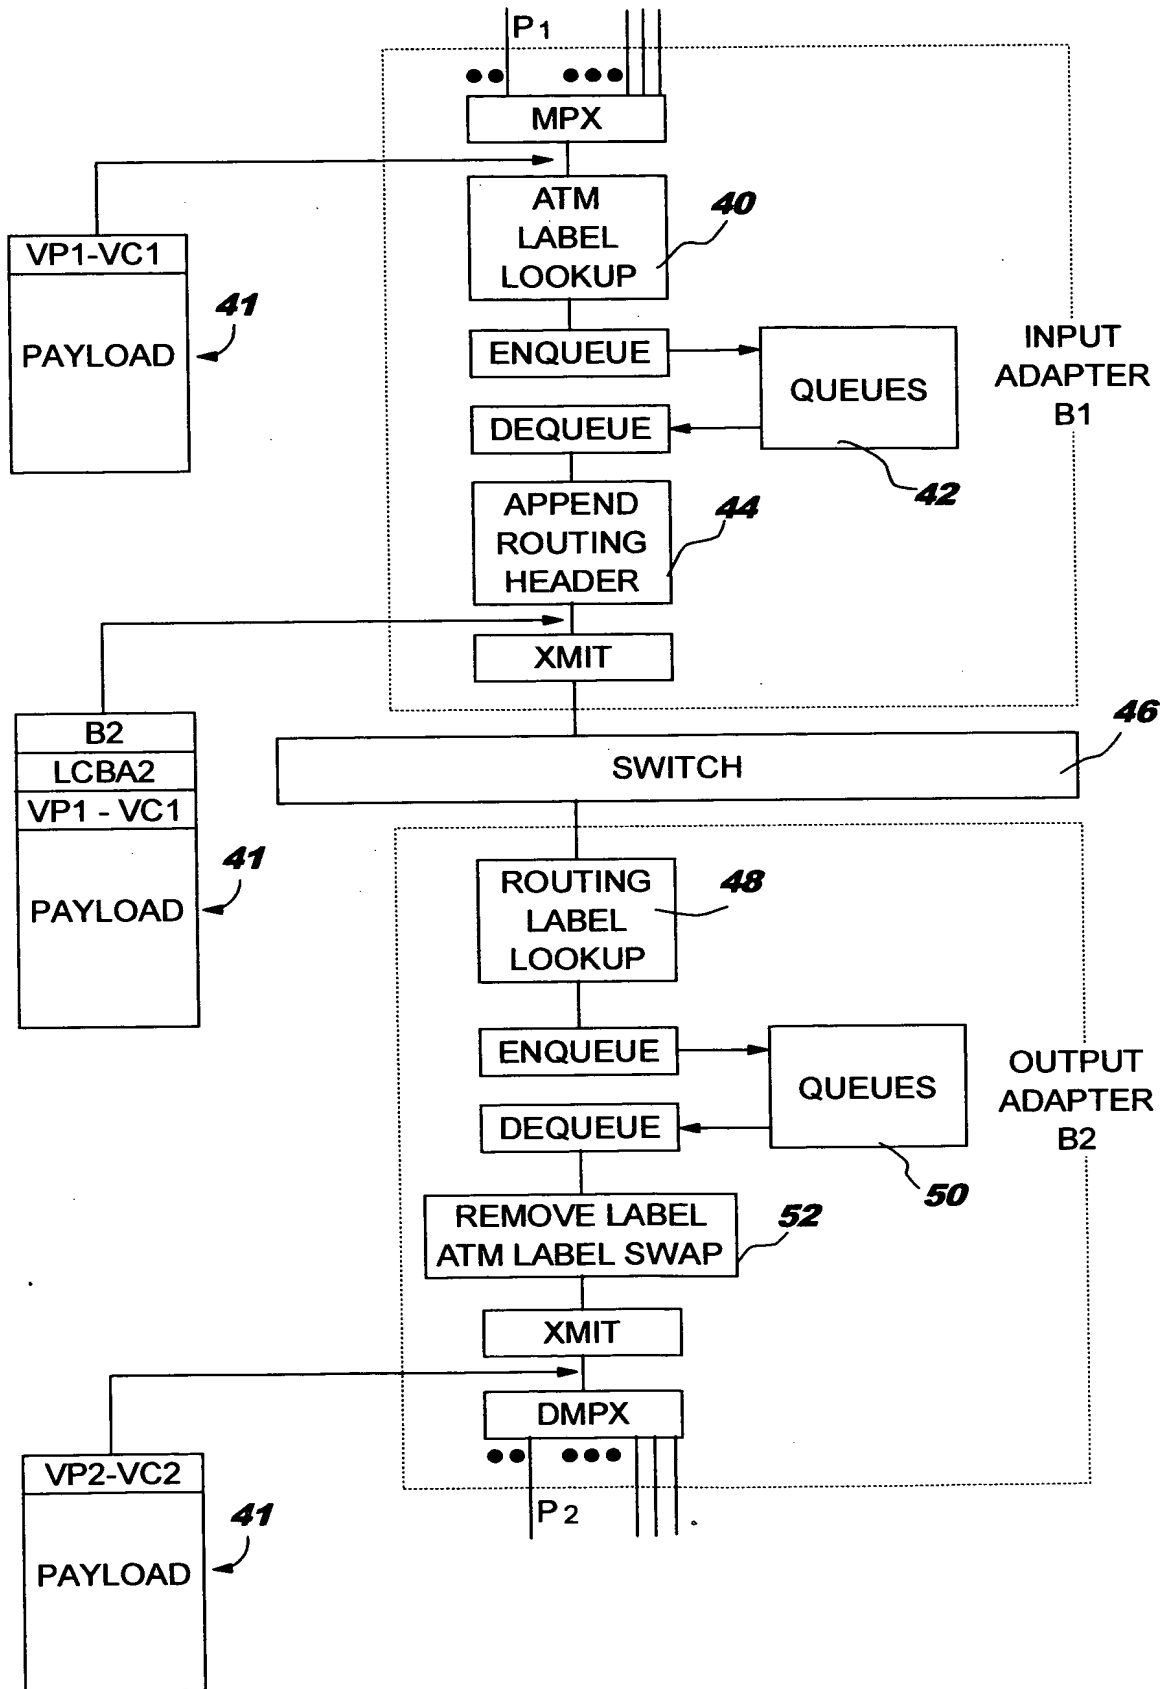 P1
MPX
ATM
LABEL
LOOKUP
40
VP1-VC1
PAYLOAD
41
ENQUEUE
QUEUES
DEQUEUE
42
INPUT
ADAPTER
B1
APPEND
ROUTING
HEADER
44
XMIT
B2
LCBA2
VP1 - VC1
PAYLOAD
41
SWITCH
46
ROUTING
LABEL
LOOKUP
48
ENQUEUE
QUEUES
DEQUEUE
50
OUTPUT
ADAPTER
B2
REMOVE LABEL
ATM LABEL SWAP
52
XMIT
DMPX
P2
VP2-VC2
PAYLOAD
41